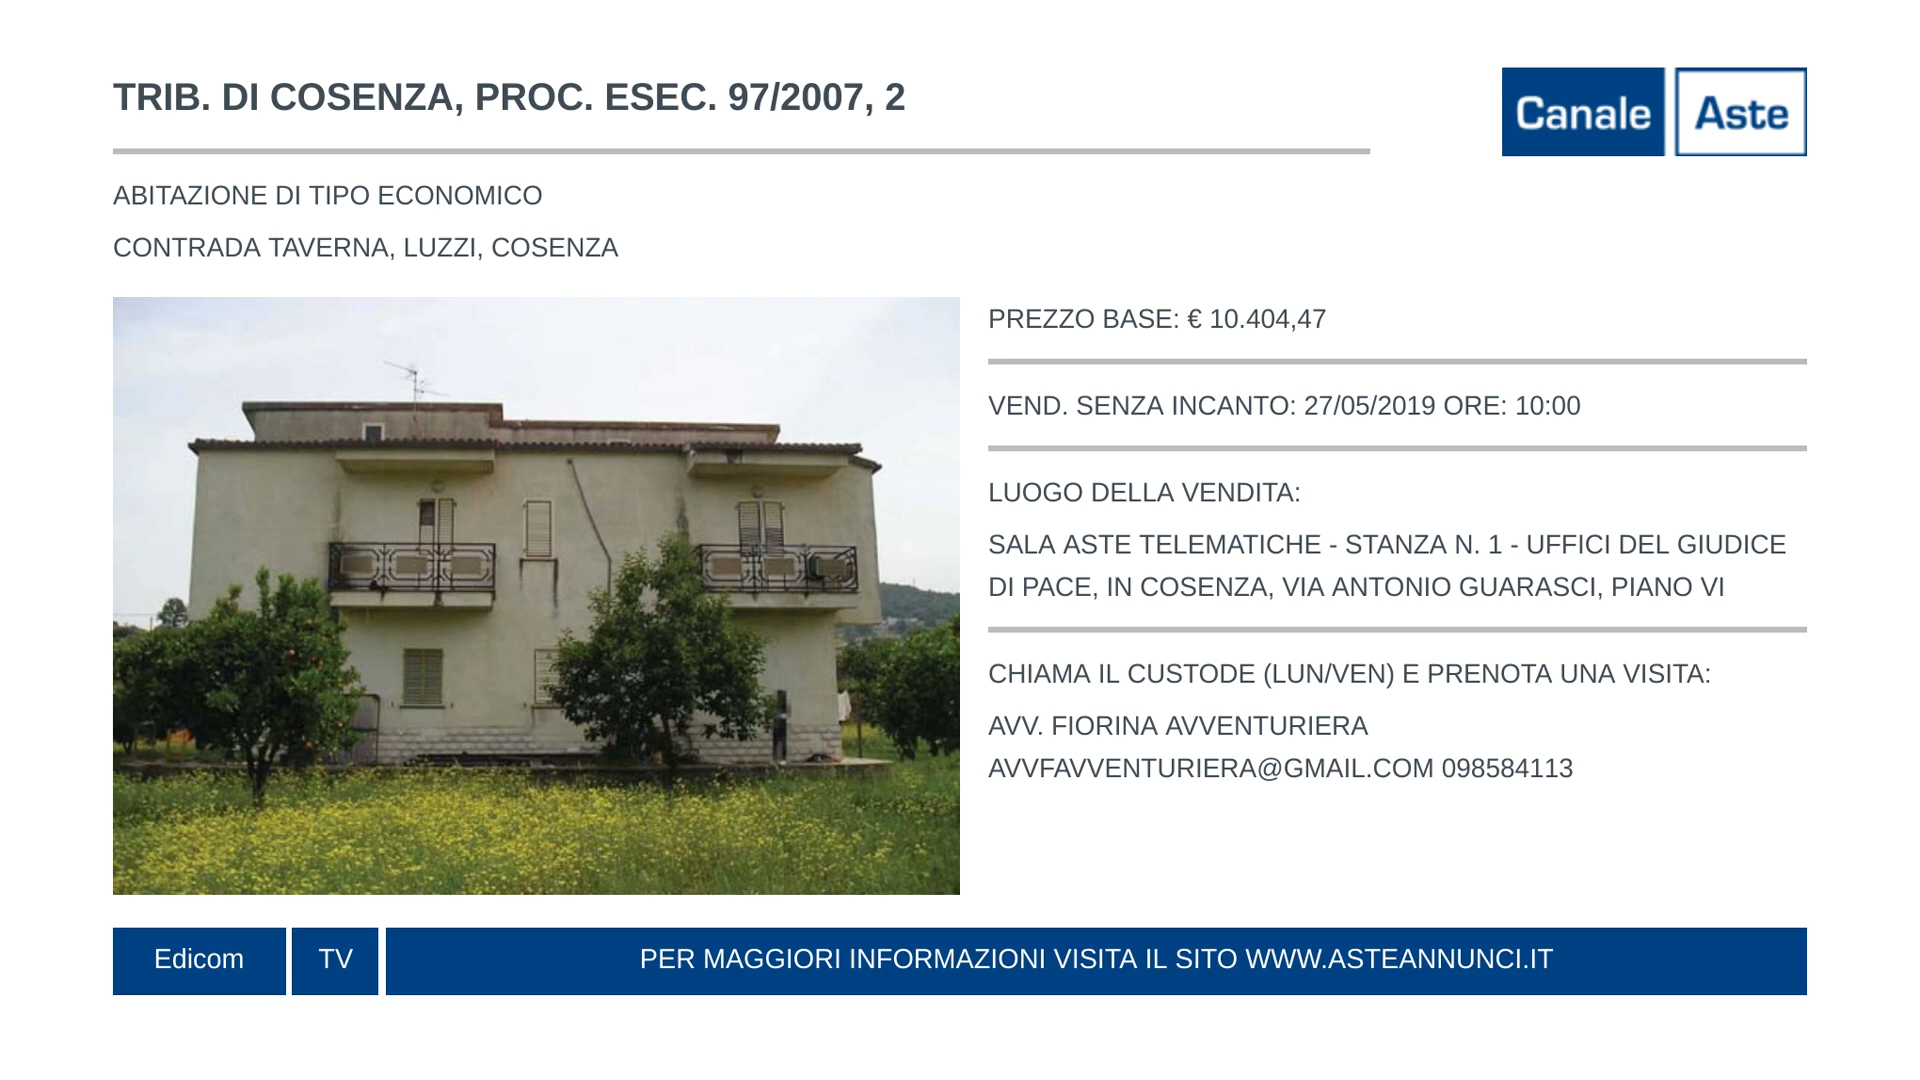 TRIB. DI COSENZA, PROC. ESEC. 97/2007, 2
Canale Aste
ABITAZIONE DI TIPO ECONOMICO
CONTRADA TAVERNA, LUZZI, COSENZA
PREZZO BASE: € 10.404,47
VEND. SENZA INCANTO: 27/05/2019 ORE: 10:00
LUOGO DELLA VENDITA:
SALA ASTE TELEMATICHE - STANZA N. 1 - UFFICI DEL GIUDICE
DI PACE, IN COSENZA, VIA ANTONIO GUARASCI, PIANO VI
CHIAMA IL CUSTODE (LUN/VEN) E PRENOTA UNA VISITA:
AVV. FIORINA AVVENTURIERA
AVVFAVVENTURIERA@GMAIL.COM 098584113
Edicom TV PER MAGGIORI INFORMAZIONI VISITA IL SITO WWW.ASTEANNUNCI.IT